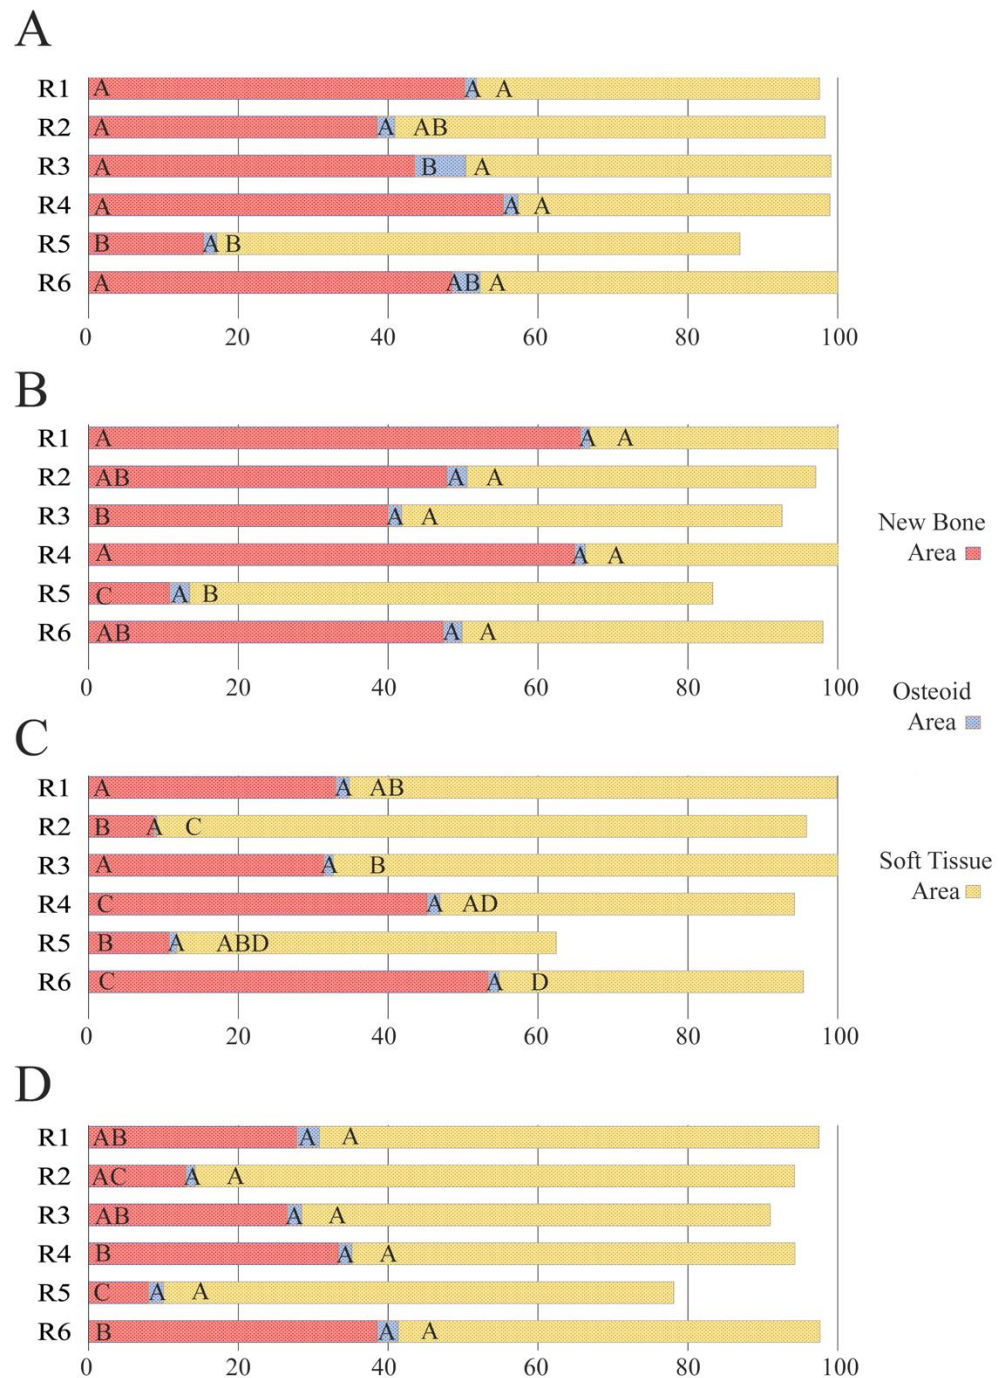 A
R1 A A A
R2 A A AB
R3 A B A
R4 A A A
R5 B A B
R6 A AB A
0 20 40 60 80 100
B
R1 A A A
R2 AB A A
R3 B A A
R4 A A A
R5 C A B
R6 AB A A
0 20 40 60 80 100
New Bone
Area
Osteoid
Area
C
R1 A A AB
R2 B A C
R3 A A B
R4 C A AD
R5 B A ABD
R6 C A D
0 20 40 60 80 100
Soft Tissue
Area
D
R1 AB A A
R2 AC A A
R3 AB A A
R4 B A A
R5 C A A
R6 B A A
0 20 40 60 80 100